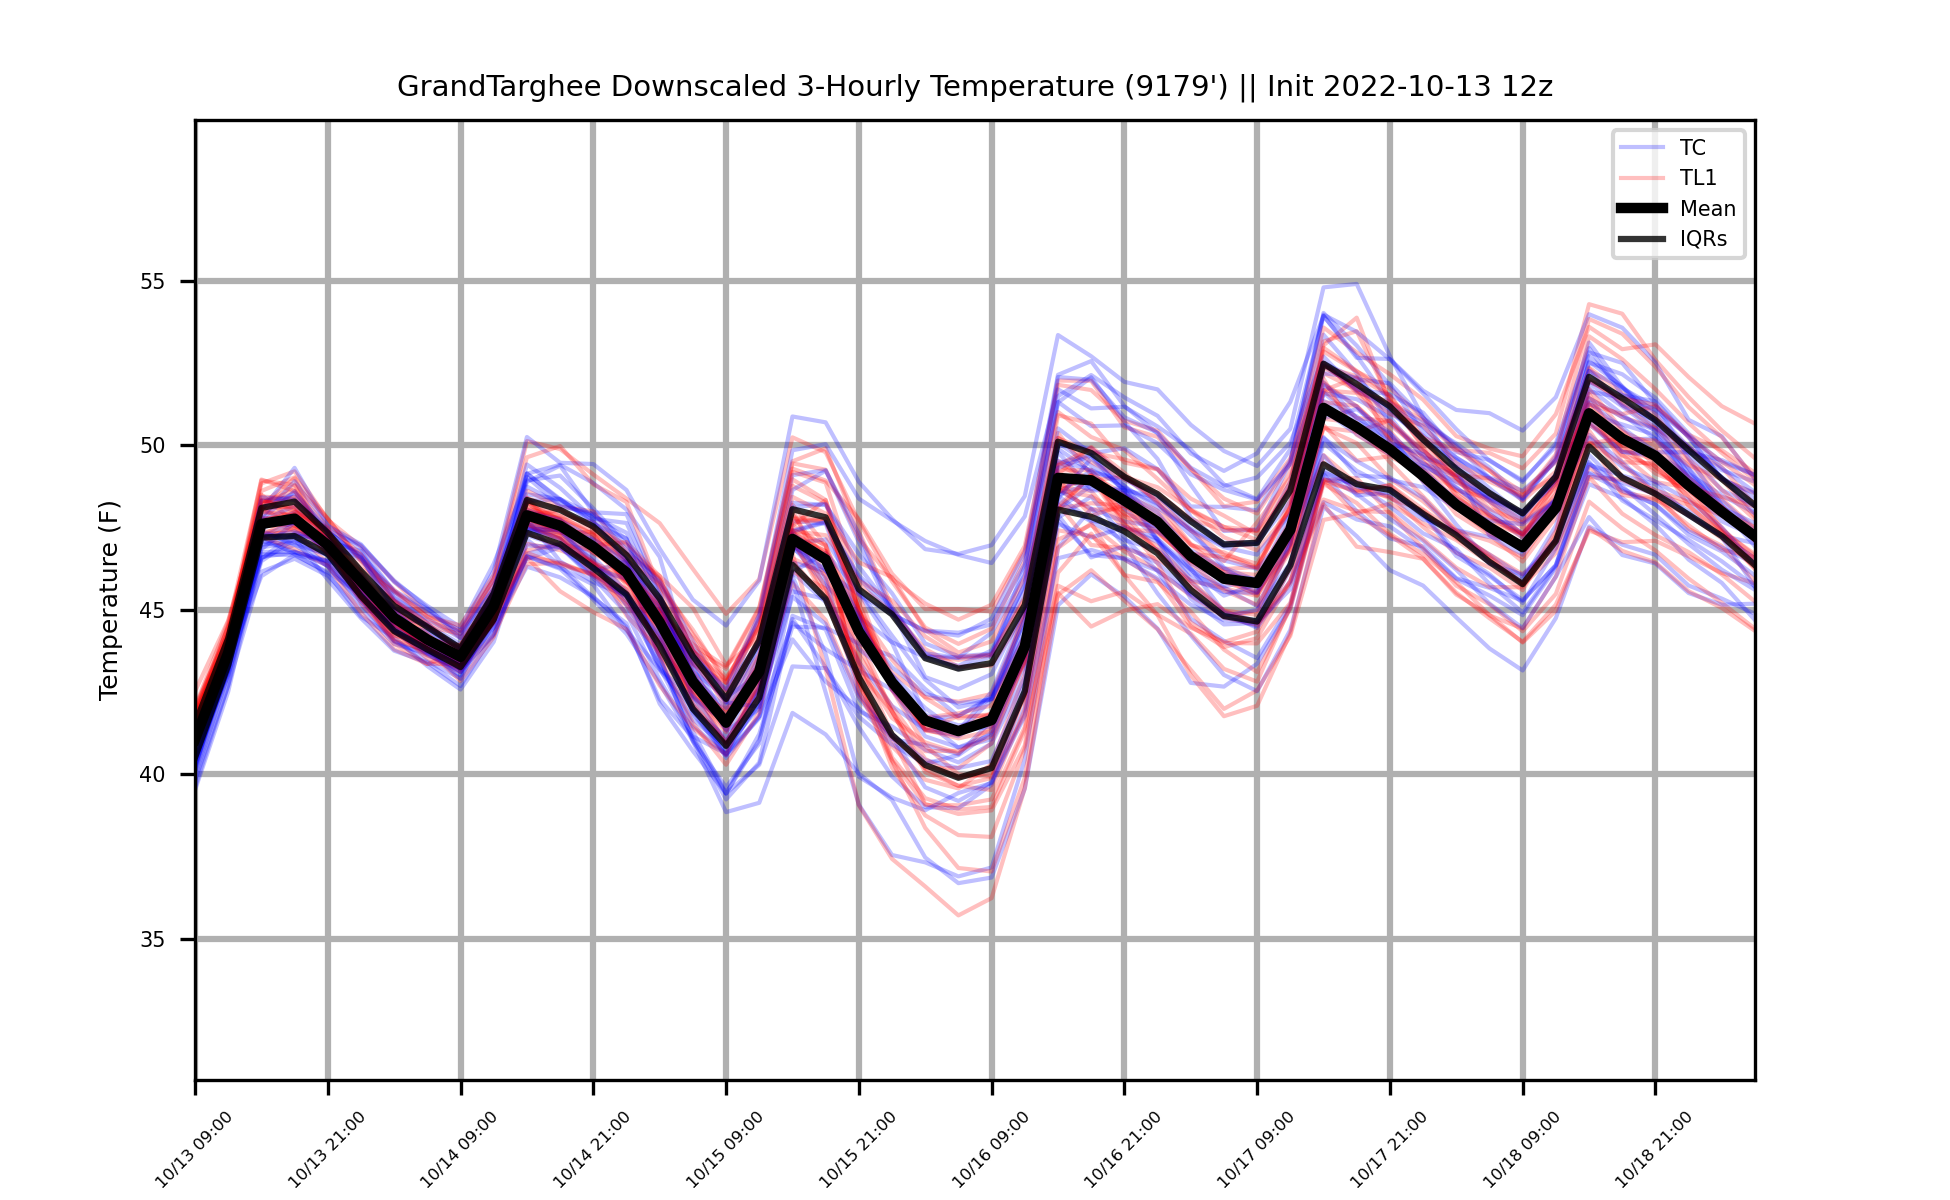 GrandTarghee Downscaled 3-Hourly Temperature (9179') || Init 2022-10-13 12z
TC
TL1
Mean
IQRs
Temperature (F)
55
50
45
40
35
10/13 09:00
10/13 21:00
10/14 09:00
10/14 21:00
10/15 09:00
10/15 21:00
10/16 09:00
10/16 21:00
10/17 09:00
10/17 21:00
10/18 09:00
10/18 21:00